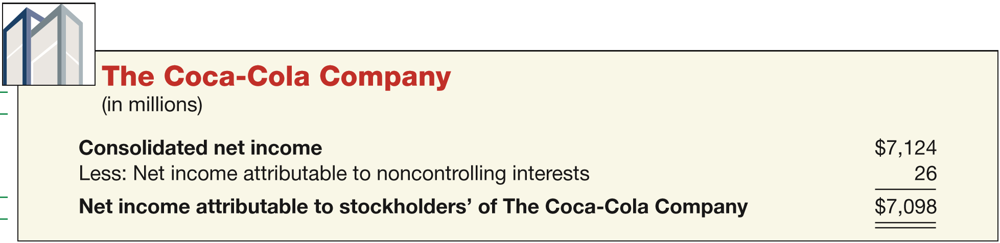 The Coca-Cola Company
(in millions)
Consolidated net income $7,124
Less: Net income attributable to noncontrolling interests 26
Net income attributable to stockholders’ of The Coca-Cola Company $7,098